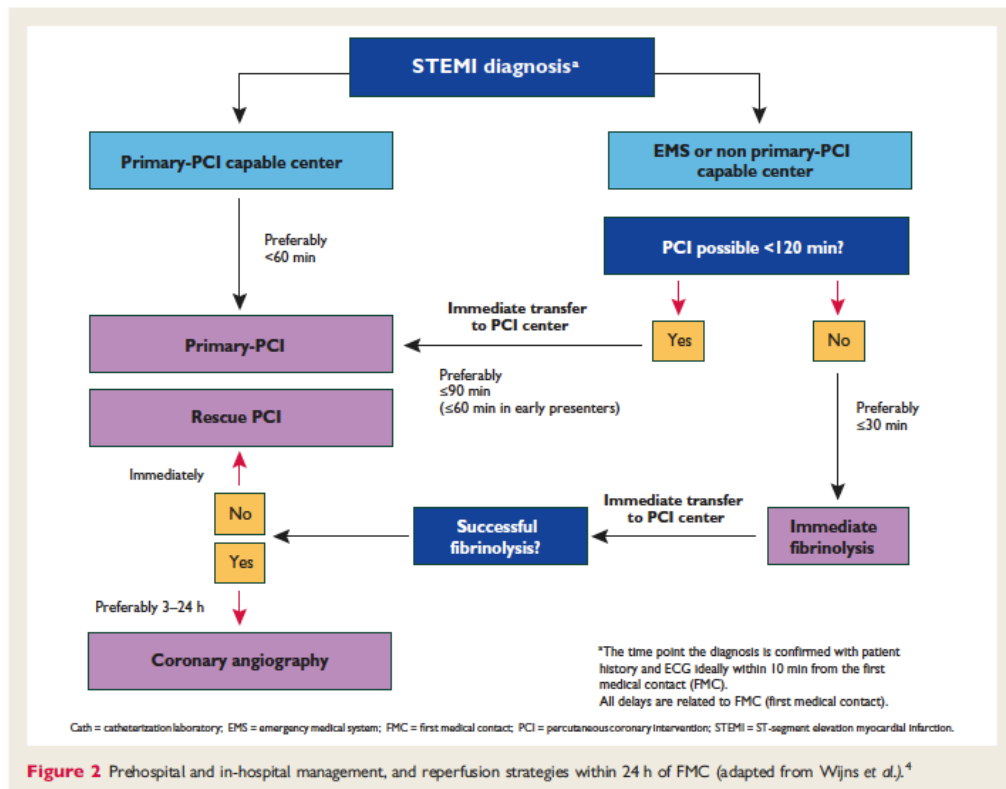 STEMI diagnosisᵃ
Primary-PCI capable center
EMS or non primary-PCI
capable center
Preferably
<60 min
PCI possible <120 min?
Immediate transfer
to PCI center
Yes
No
Primary-PCI
Preferably
≤90 min
(≤60 min in early presenters)
Rescue PCI
Preferably
≤30 min
Immediately
No
Yes
Immediate transfer
to PCI center
Successful
fibrinolysis?
Immediate
fibrinolysis
Preferably 3–24 h
Coronary angiography
ᵃThe time point the diagnosis is confirmed with patient
history and ECG ideally within 10 min from the first
medical contact (FMC).
All delays are related to FMC (first medical contact).
Cath = catheterization laboratory; EMS = emergency medical system; FMC = first medical contact; PCI = percutaneous coronary intervention; STEMI = ST-segment elevation myocardial infarction.
Figure 2 Prehospital and in-hospital management, and reperfusion strategies within 24 h of FMC (adapted from Wijns et al.).⁴